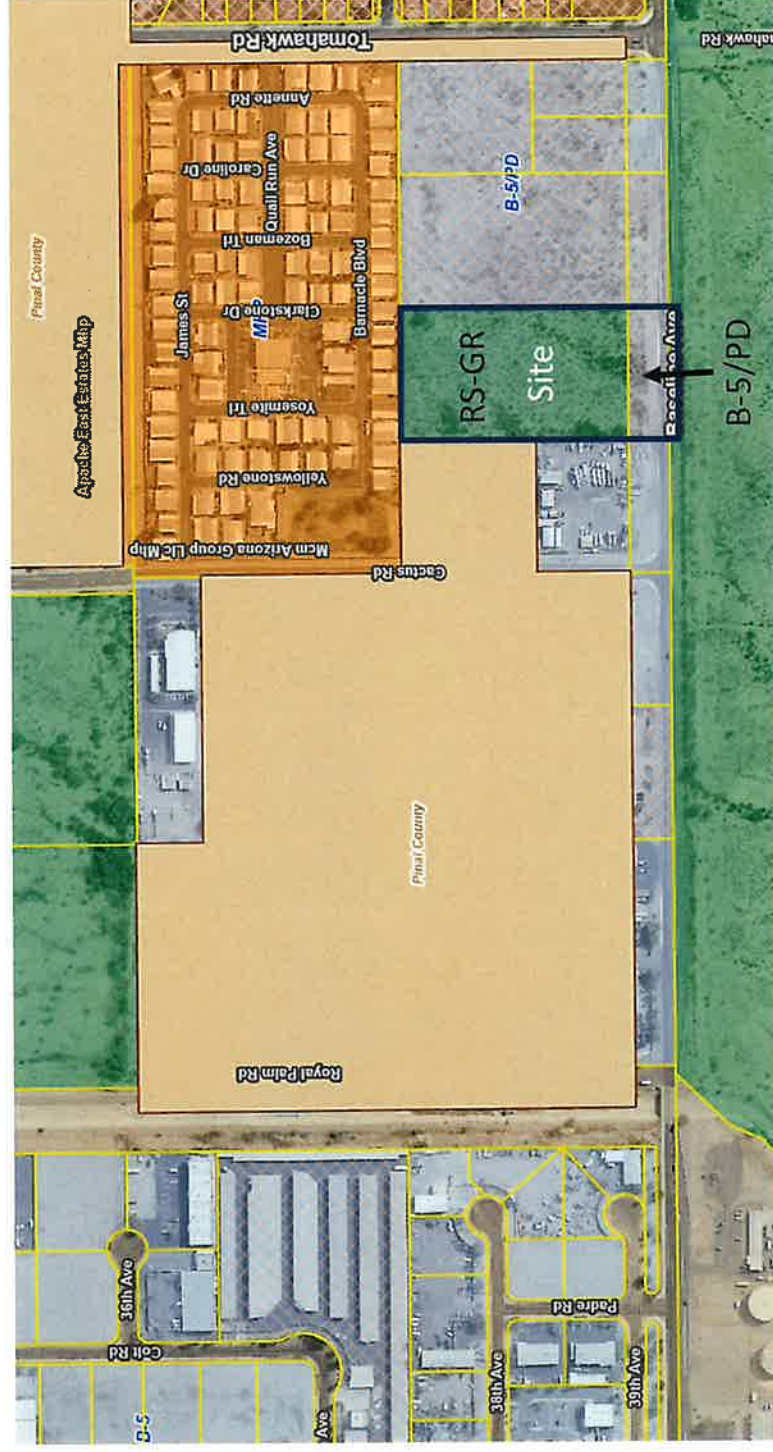 Pinal County
Apache East Estates Mhp
Tomahawk Rd
Annette Rd
Caroline Dr
Quail Run Ave
Bozeman Trl
James St
Clarkstone Dr
Barnacle Blvd
Yosemite Trl
Yellowstone Rd
Mcm Arizona Group Llc Mhp
Cactus Rd
B-5/PD
RS-GR
Site
Baseline Ave
B-5/PD
Pinal County
Royal Palm Rd
36th Ave
Colt Rd
B-5
Ave
38th Ave
Padre Rd
39th Ave